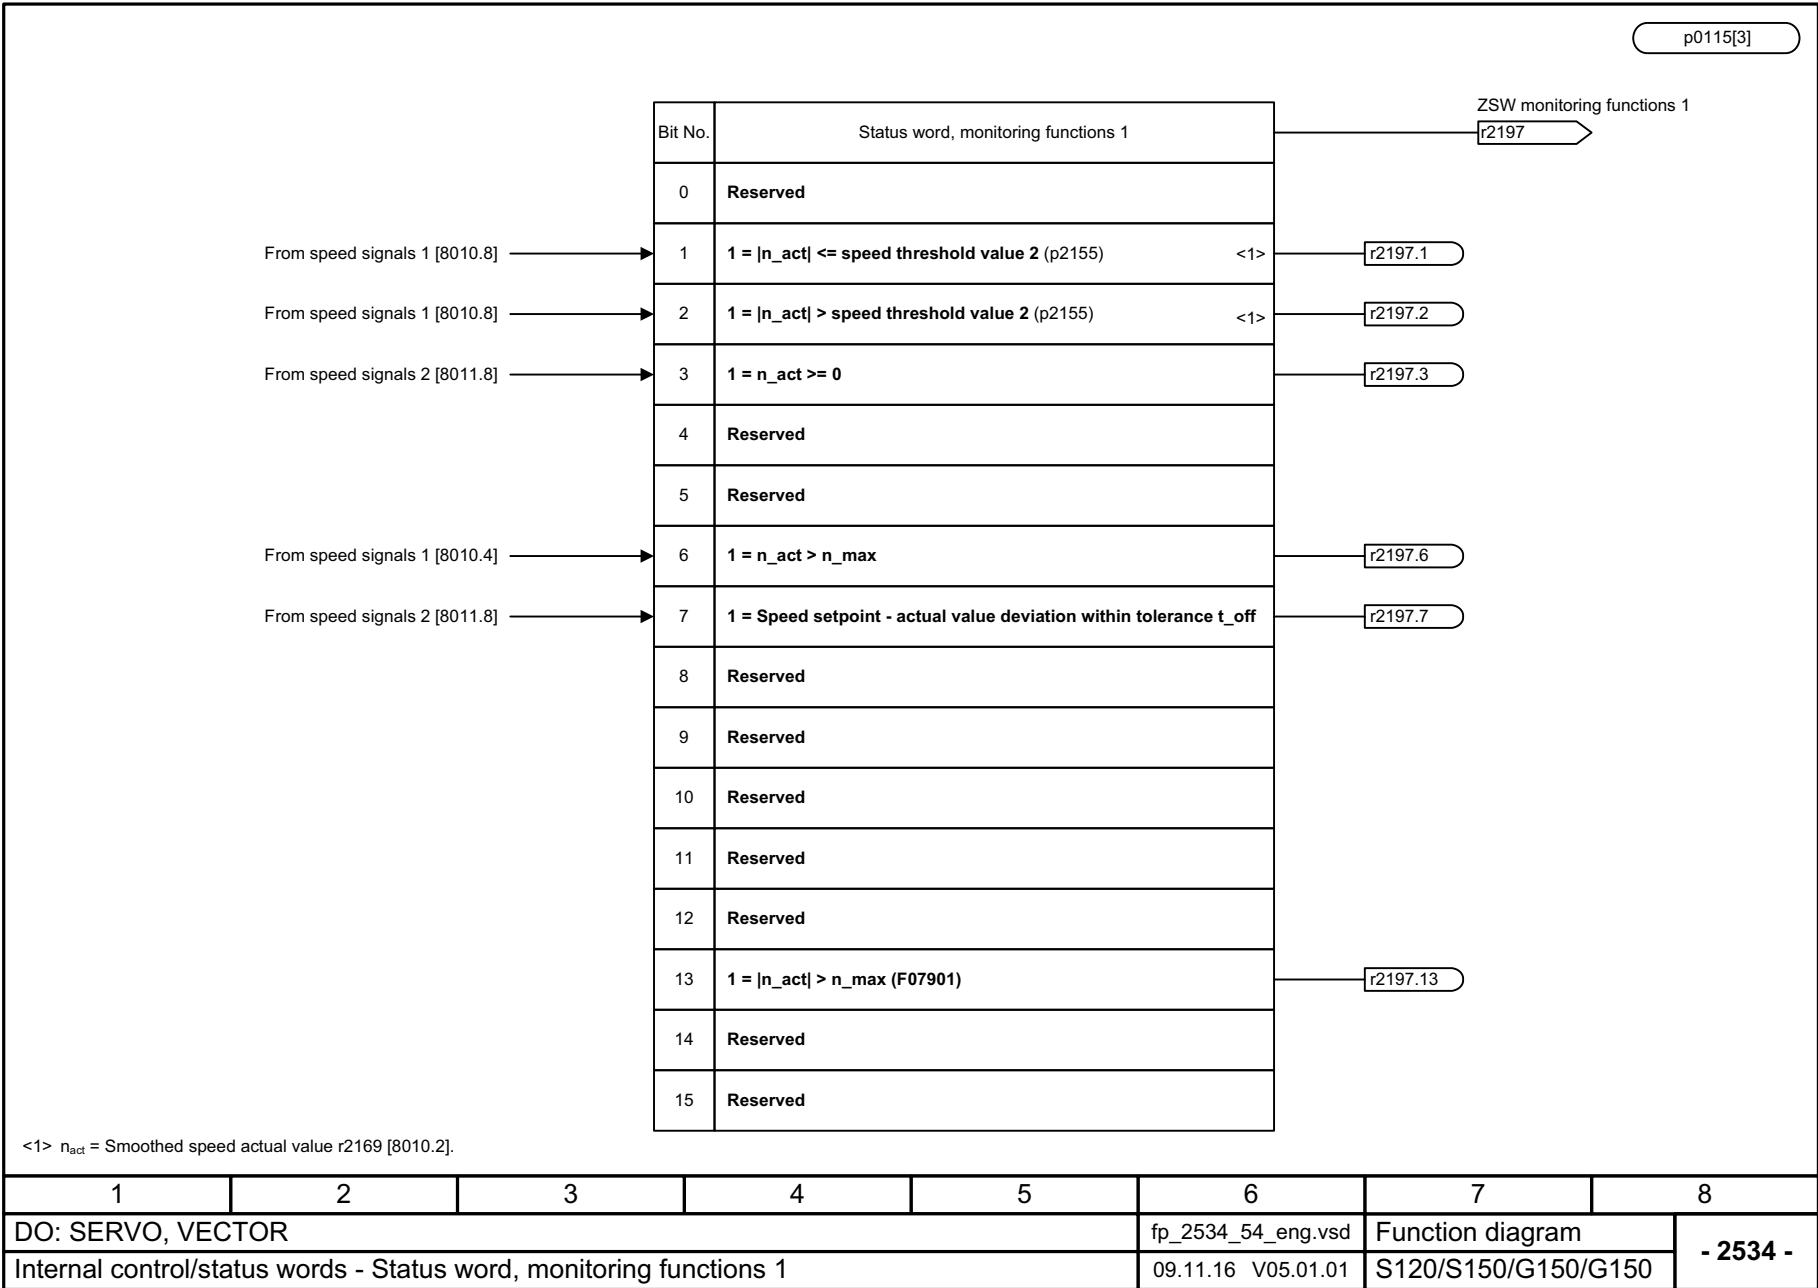 p0115[3]
ZSW monitoring functions 1
Bit No. Status word, monitoring functions 1 r2197
0 Reserved
From speed signals 1 [8010.8] 1 1 = |n_act| <= speed threshold value 2 (p2155) <1> r2197.1
From speed signals 1 [8010.8] 2 1 = |n_act| > speed threshold value 2 (p2155) <1> r2197.2
From speed signals 2 [8011.8] 3 1 = n_act >= 0 r2197.3
4 Reserved
5 Reserved
From speed signals 1 [8010.4] 6 1 = n_act > n_max r2197.6
From speed signals 2 [8011.8] 7 1 = Speed setpoint - actual value deviation within tolerance t_off r2197.7
8 Reserved
9 Reserved
10 Reserved
11 Reserved
12 Reserved
13 1 = |n_act| > n_max (F07901) r2197.13
14 Reserved
15 Reserved
<1> nact = Smoothed speed actual value r2169 [8010.2].
1 2 3 4 5 6 7 8
DO: SERVO, VECTOR fp_2534_54_eng.vsd Function diagram
- 2534 -
Internal control/status words - Status word, monitoring functions 1 09.11.16 V05.01.01 S120/S150/G150/G150